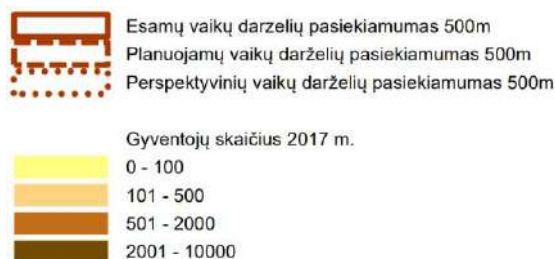 Esamų vaikų darzelių pasiekiamumas 500m
Planuojamų vaikų darželių pasiekiamumas 500m
Perspektyvinių vaikų darželių pasiekiamumas 500m
Gyventojų skaičius 2017 m.
0 - 100
101 - 500
501 - 2000
2001 - 10000